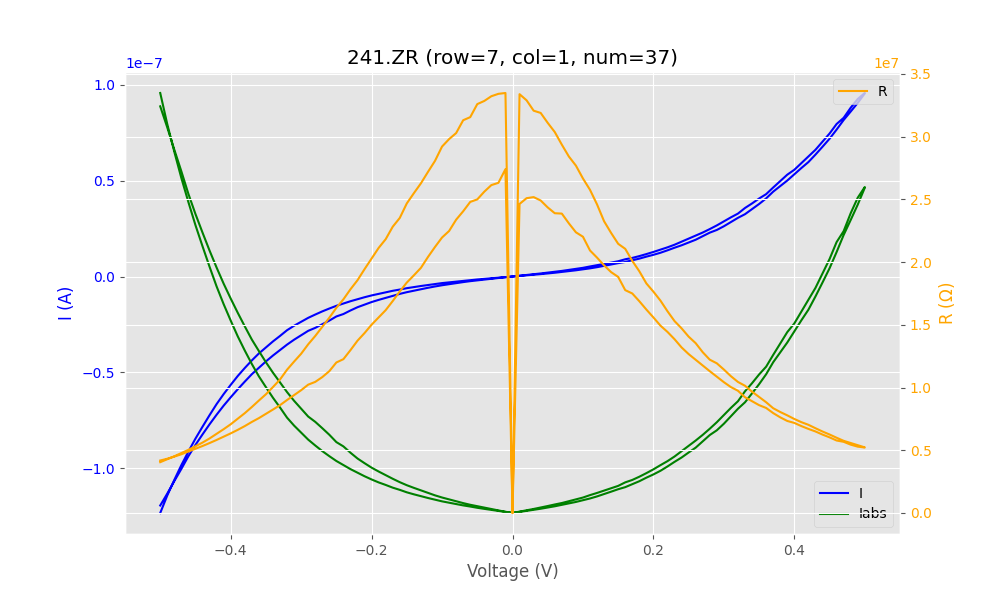 241.ZR (row=7, col=1, num=37)
1e−7
1e7
1.0
0.5
0.0
−0.5
−1.0
I (A)
3.5
3.0
2.5
2.0
1.5
1.0
0.5
0.0
R (Ω)
R
I
Iabs
−0.4
−0.2
0.0
0.2
0.4
Voltage (V)